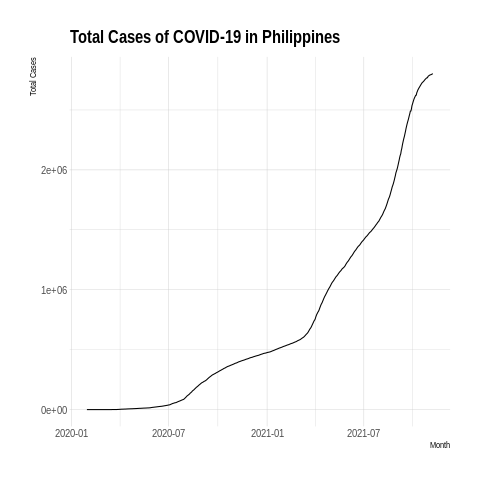 Total Cases of COVID-19 in Philippines
Total Cases
2e+06
1e+06
0e+00
2020-01 2020-07 2021-01 2021-07
Month